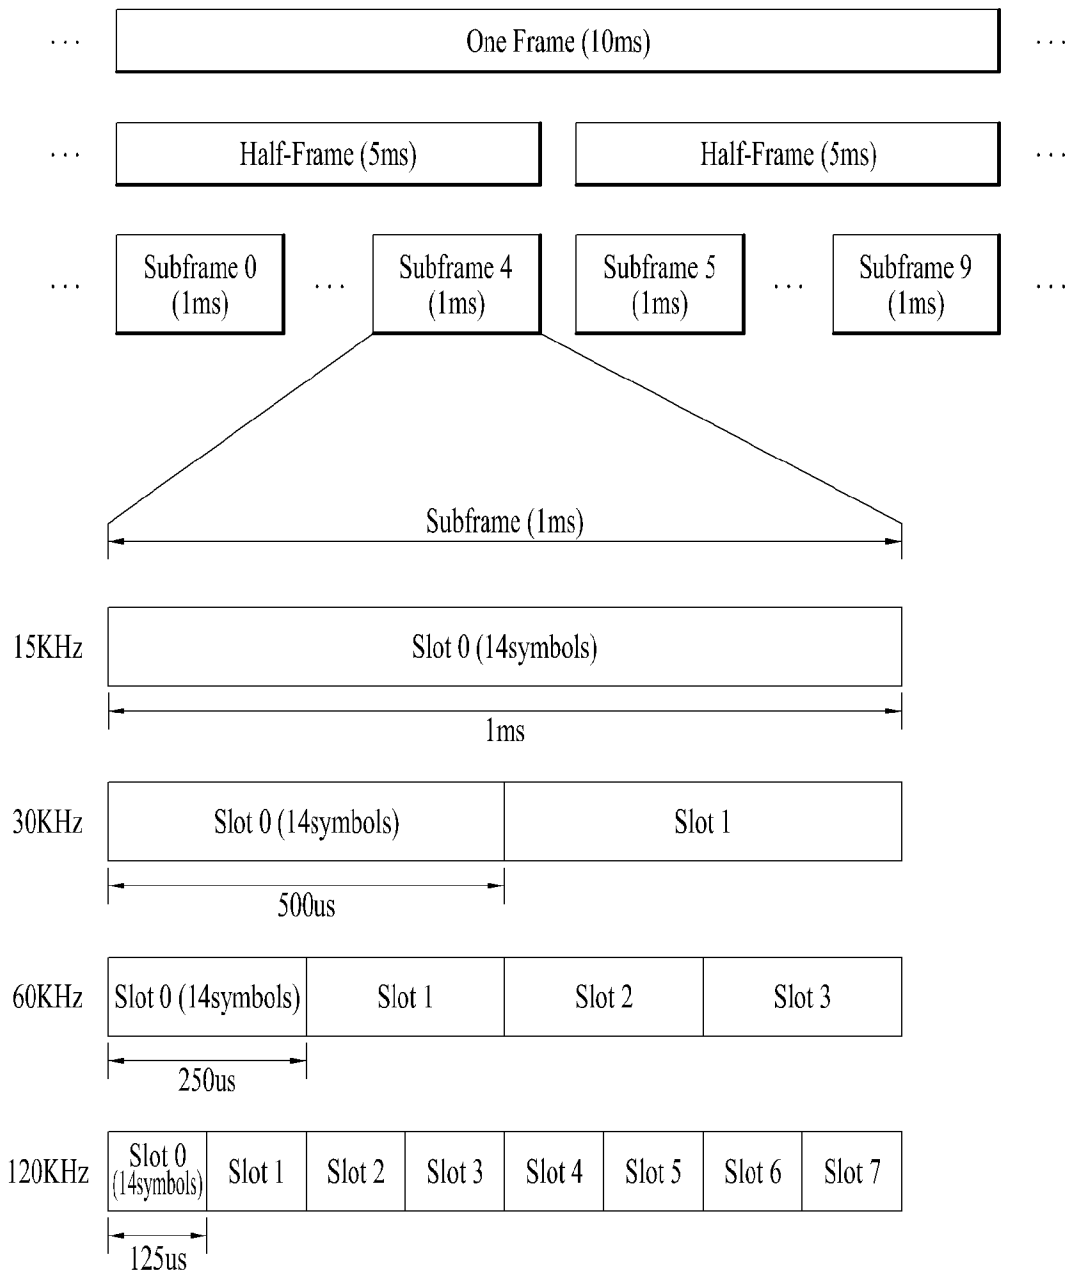 ... One Frame (10ms) ...
... Half-Frame (5ms) Half-Frame (5ms) ...
Subframe 0 Subframe 4 Subframe 5 Subframe 9
... (1ms) ... (1ms) (1ms) ... (1ms) ...
Subframe (1ms)
15KHz Slot 0 (14symbols)
1ms
30KHz Slot 0 (14symbols) Slot 1
500us
60KHz Slot 0 (14symbols) Slot 1 Slot 2 Slot 3
250us
120KHz Slot 0 (14symbols) Slot 1 Slot 2 Slot 3 Slot 4 Slot 5 Slot 6 Slot 7
125us